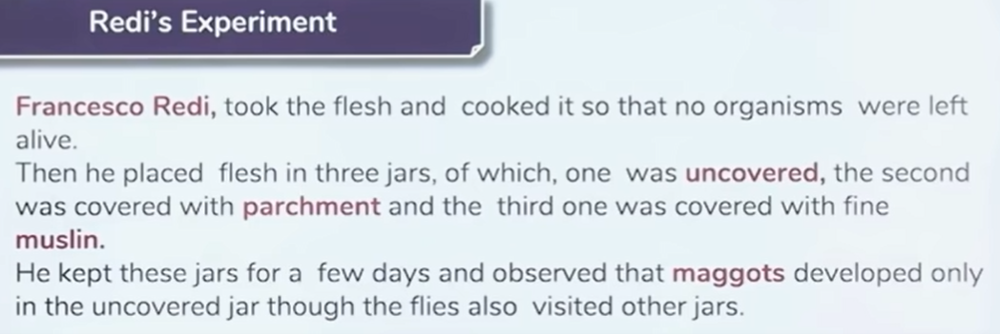 Redi's Experiment
Francesco Redi, took the flesh and cooked it so that no organisms were left
alive.
Then he placed flesh in three jars, of which, one was uncovered, the second
was covered with parchment and the third one was covered with fine
muslin.
He kept these jars for a few days and observed that maggots developed only
in the uncovered jar though the flies also visited other jars.